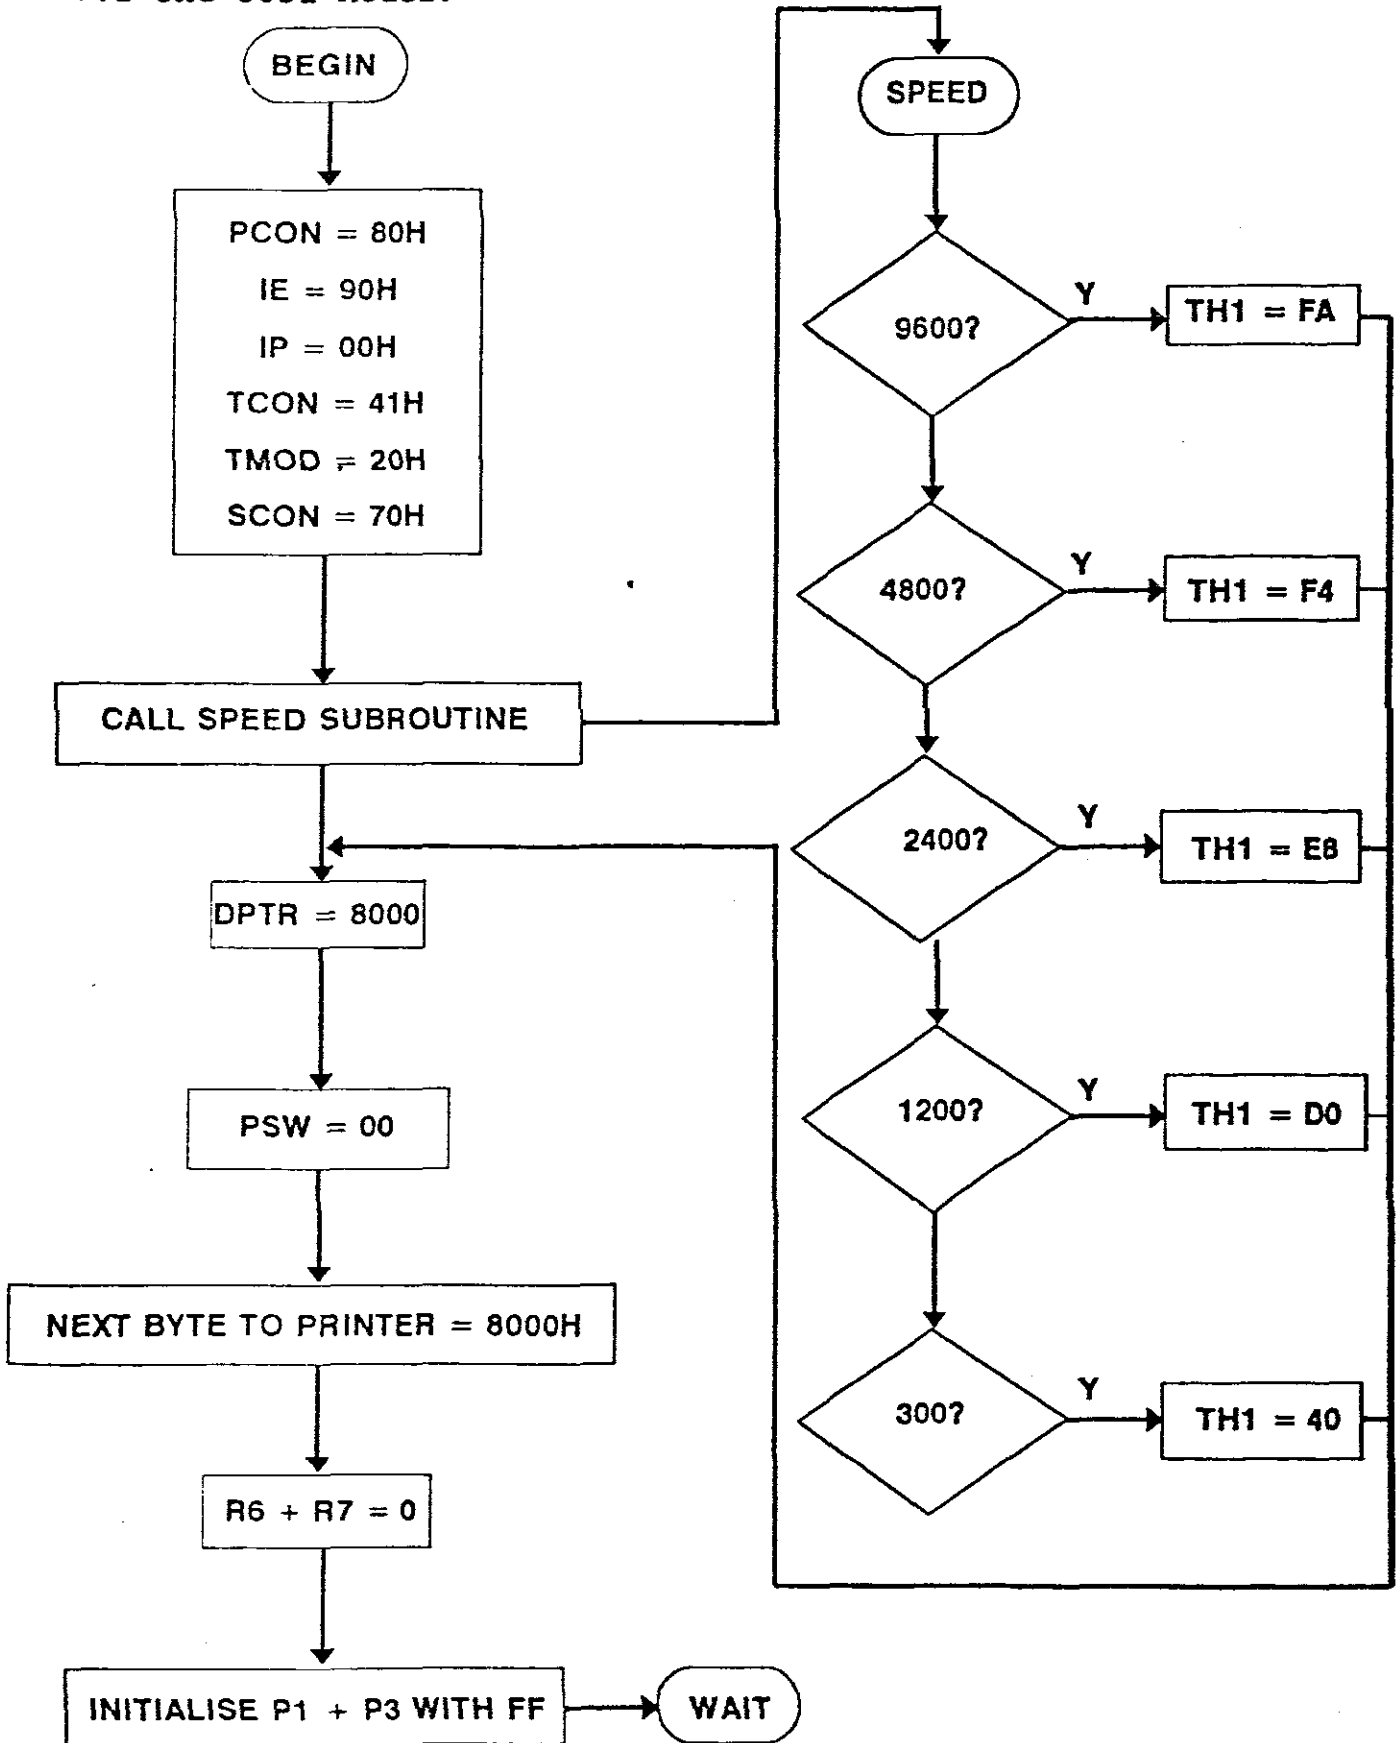 BEGIN
PCON = 80H
IE = 90H
IP = 00H
TCON = 41H
TMOD = 20H
SCON = 70H
CALL SPEED SUBROUTINE
DPTR = 8000
PSW = 00
NEXT BYTE TO PRINTER = 8000H
R6 + R7 = 0
INITIALISE P1 + P3 WITH FF
WAIT
SPEED
9600?
Y
TH1 = FA
4800?
Y
TH1 = F4
2400?
Y
TH1 = E8
1200?
Y
TH1 = D0
300?
Y
TH1 = 40